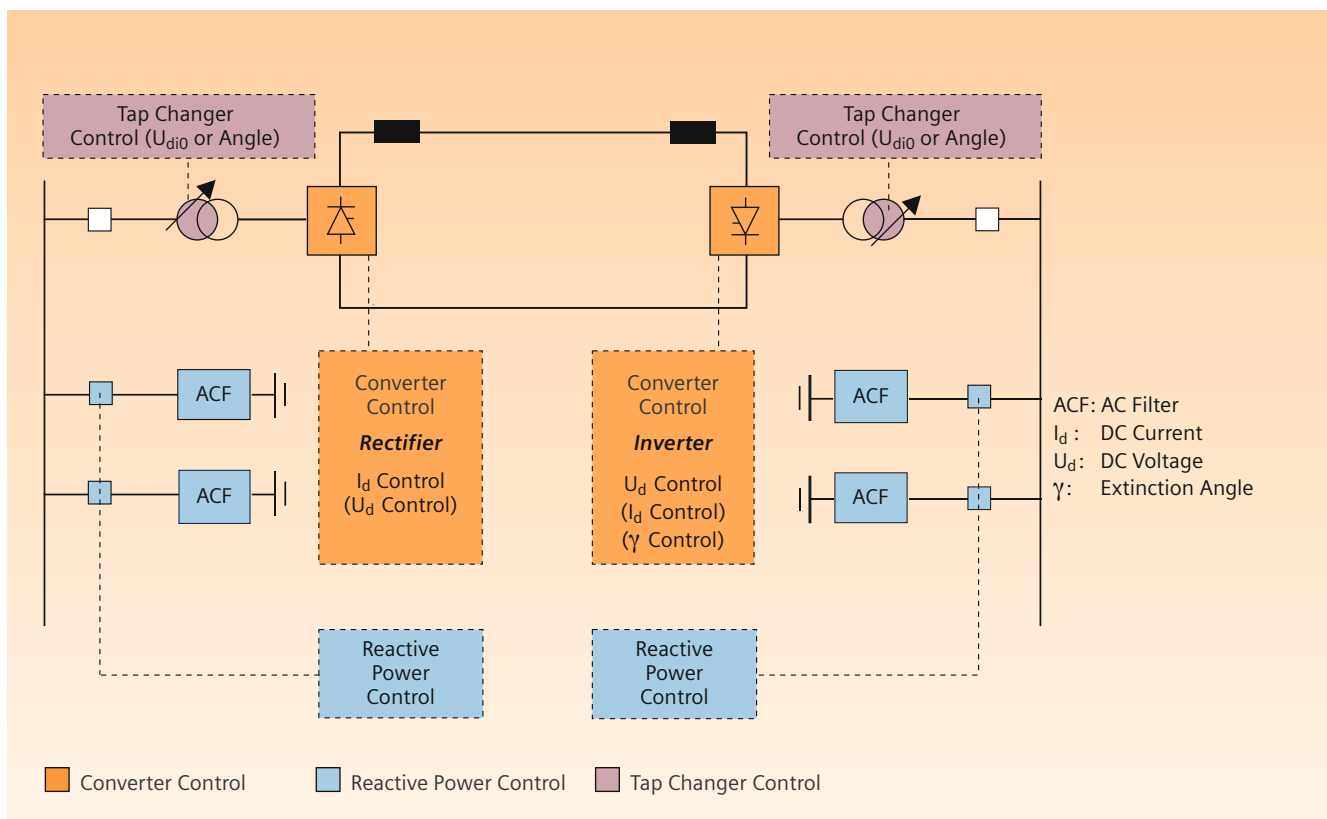 Tap Changer
Control (Udi0 or Angle)
Tap Changer
Control (Udi0 or Angle)
ACF
ACF
Converter
Control
Rectifier
Id Control
(Ud Control)
Converter
Control
Inverter
Ud Control
(Id Control)
(γ Control)
ACF
ACF
ACF: AC Filter
Id : DC Current
Ud: DC Voltage
γ: Extinction Angle
Reactive
Power
Control
Reactive
Power
Control
Converter Control
Reactive Power Control
Tap Changer Control